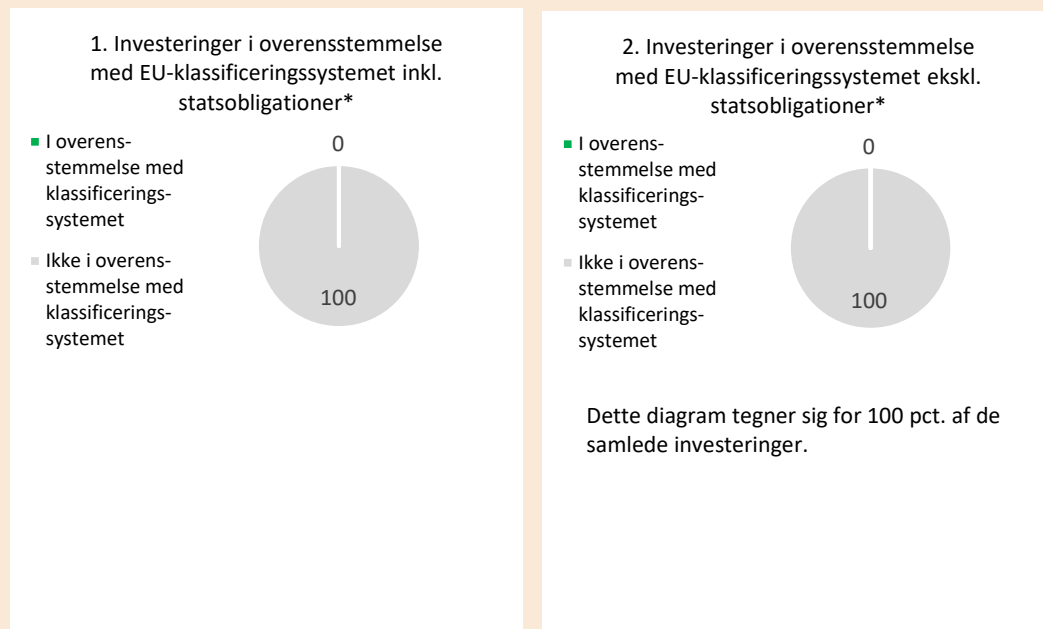 1. Investeringer i overensstemmelse
med EU-klassificeringssystemet inkl.
statsobligationer*
I overens-
stemmelse med
klassificerings-
systemet
Ikke i overens-
stemmelse med
klassificerings-
systemet
0
100
2. Investeringer i overensstemmelse
med EU-klassificeringssystemet ekskl.
statsobligationer*
I overens-
stemmelse med
klassificerings-
systemet
Ikke i overens-
stemmelse med
klassificerings-
systemet
0
100
Dette diagram tegner sig for 100 pct. af de
samlede investeringer.